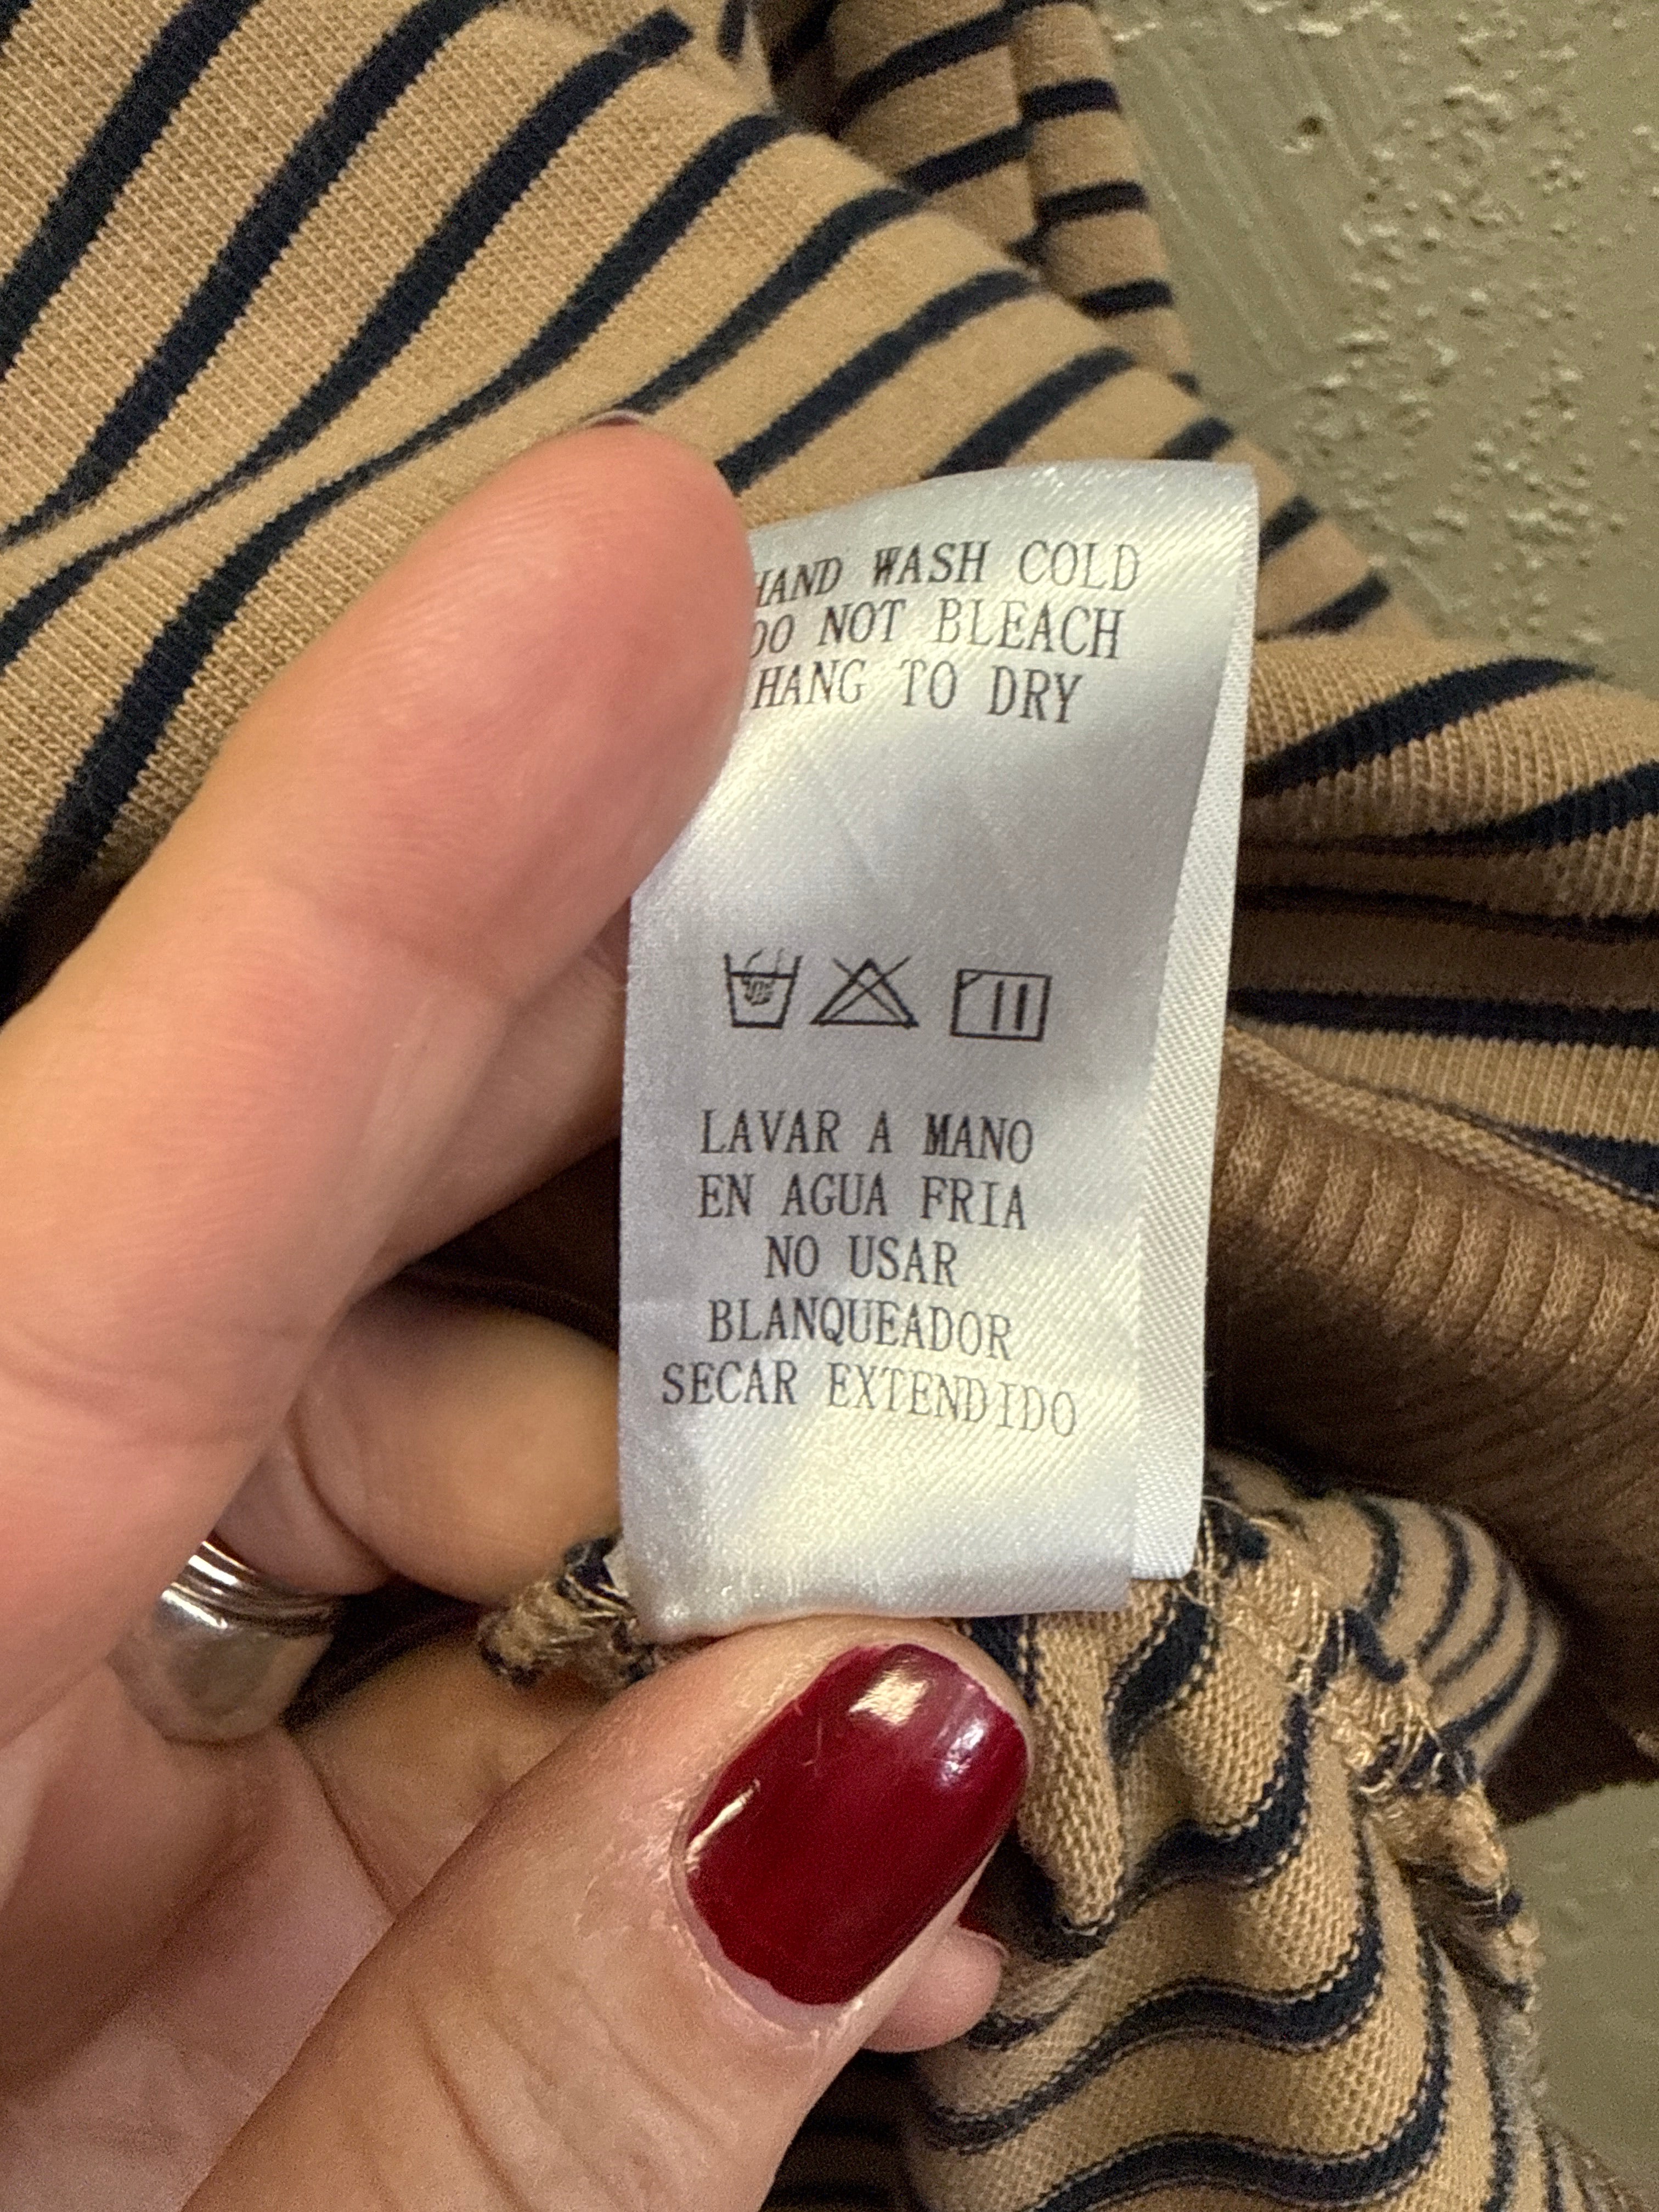 HAND WASH COLD
DO NOT BLEACH
HANG TO DRY
LAVAR A MANO
EN AGUA FRIA
NO USAR
BLANQUEADOR
SECAR EXTENDIDO